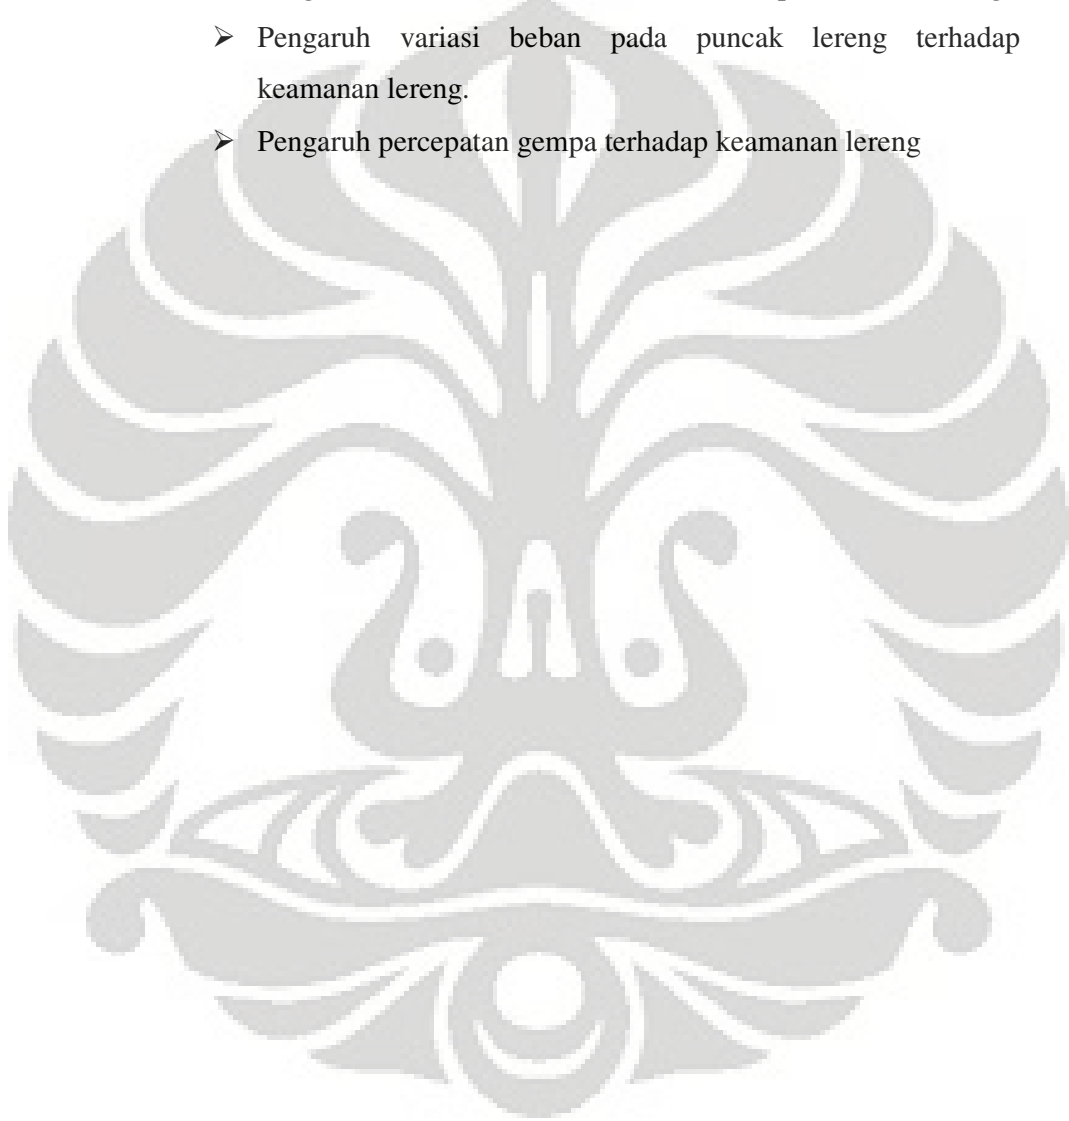 ➢ Pengaruh variasi beban pada puncak lereng terhadap
keamanan lereng.
➢ Pengaruh percepatan gempa terhadap keamanan lereng